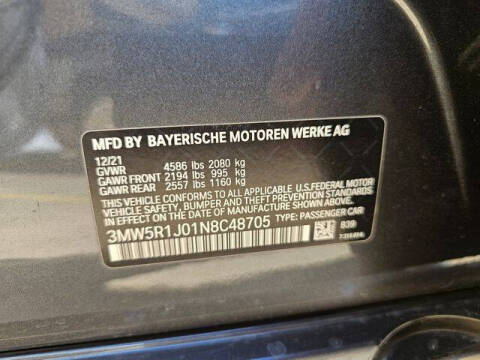 MFD BY BAYERISCHE MOTOREN WERKE AG
12/21
GVWR 4586 lbs 2080 kg
GAWR FRONT 2194 lbs 995 kg
GAWR REAR 2557 lbs 1160 kg
THIS VEHICLE CONFORMS TO ALL APPLICABLE U.S.FEDERAL MOTOR
VEHICLE SAFETY, BUMPER, AND THEFT PREVENTION STANDARDS IN
EFFECT ON THE DATE OF MANUFACTURE SHOWN ABOVE.
3MW5R1J01N8C48705 TYPE: PASSENGER CAR
839